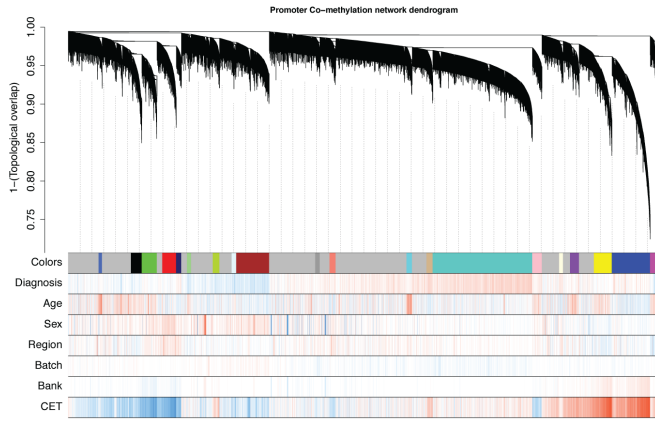 Promoter Co−methylation network dendrogram
1−(Topological overlap)
1.00
0.95
0.90
0.85
0.80
0.75
Colors
Diagnosis
Age
Sex
Region
Batch
Bank
CET